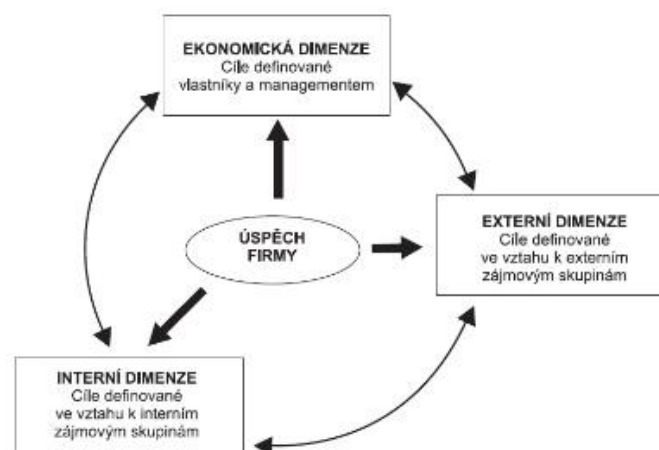 EKONOMICKÁ DIMENZE
Cíle definované
vlastníky a managementem
ÚSPĚCH
FIRMY
EXTERNÍ DIMENZE
Cíle definované
ve vztahu k externím
zájmovým skupinám
INTERNÍ DIMENZE
Cíle definované
ve vztahu k interním
zájmovým skupinám